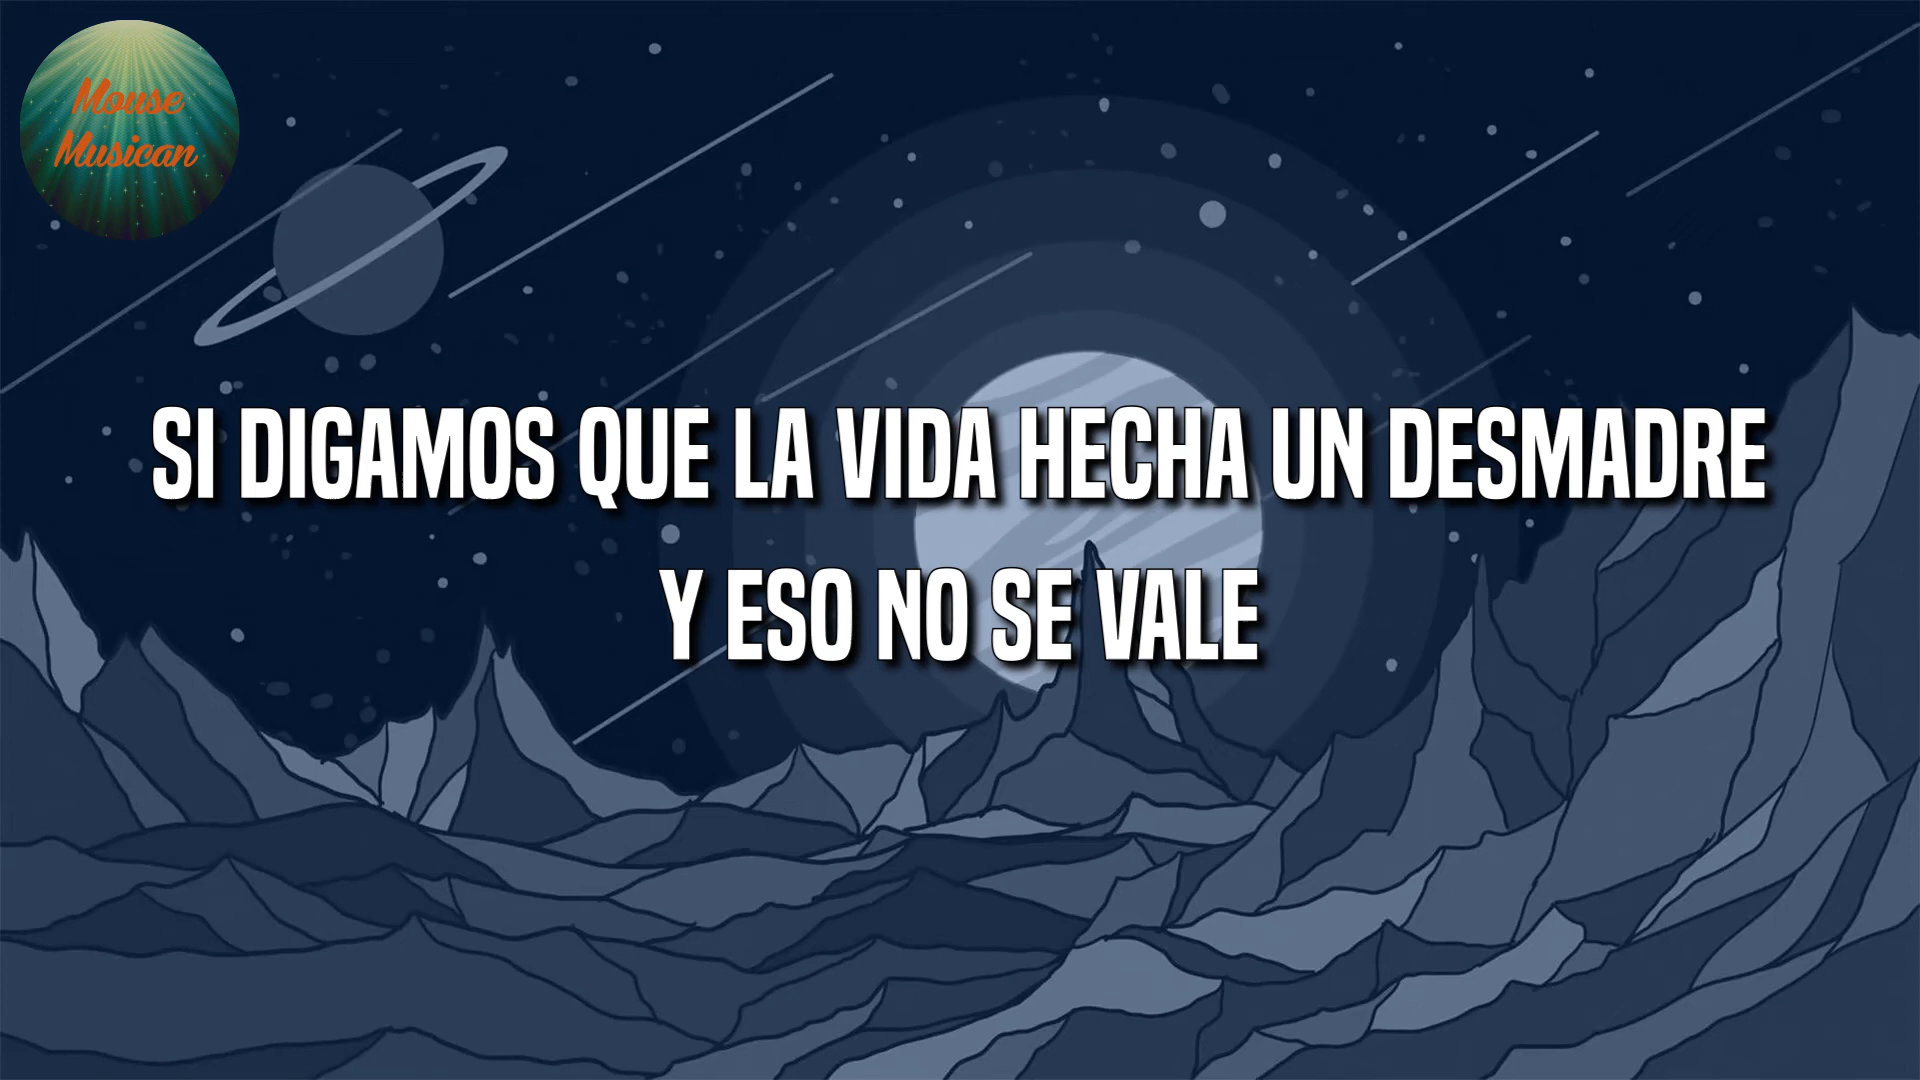 Mouse
Musican
SI DIGAMOS QUE LA VIDA HECHA UN DESMADRE
Y ESO NO SE VALE